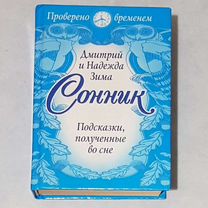 Проверено временем
Дмитрий и
Надежда
Зима
Сонник
Подсказки,
полученные
во сне